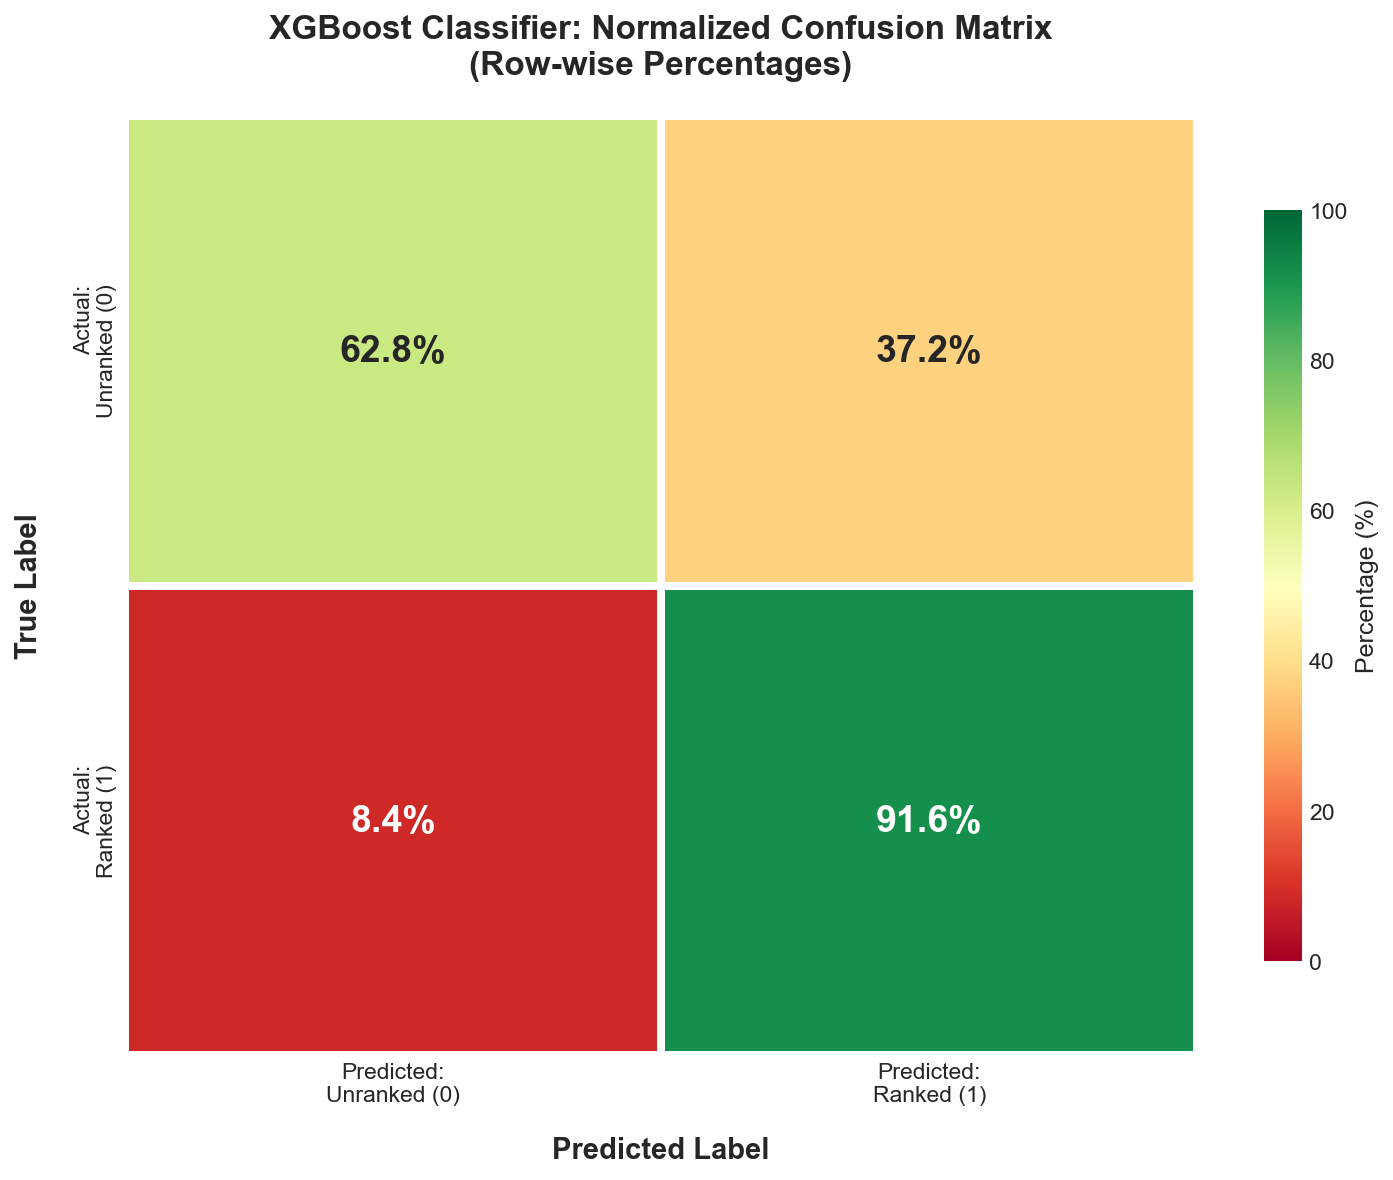 XGBoost Classifier: Normalized Confusion Matrix
(Row-wise Percentages)
True Label
Actual:
Unranked (0)
62.8%
37.2%
Actual:
Ranked (1)
8.4%
91.6%
Predicted:
Unranked (0)
Predicted:
Ranked (1)
Predicted Label
100
80
60
40
20
0
Percentage (%)